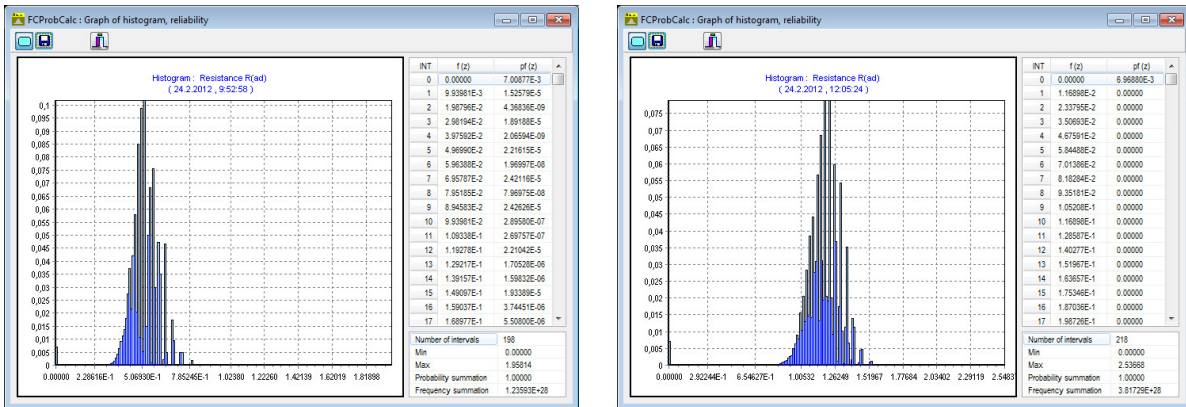 FCProbCalc : Graph of histogram, reliability
Histogram : Resistance R(ad)
( 24.2.2012 , 9:52:58 )
0,1
0,095
0,09
0,085
0,08
0,075
0,07
0,065
0,06
0,055
0,05
0,045
0,04
0,035
0,03
0,025
0,02
0,015
0,01
0,005
0
0.00000 2.28616E-1 5.06930E-1 7.85245E-1 1.02380 1.22260 1.42139 1.62019 1.81898
INT f (z) pf (z)
0 0.00000 7.00877E-3
1 9.93981E-3 1.52579E-5
2 1.98796E-2 4.36836E-09
3 2.98194E-2 1.89188E-5
4 3.97592E-2 2.06594E-09
5 4.96990E-2 2.21615E-5
6 5.96388E-2 1.96997E-08
7 6.95787E-2 2.42116E-5
8 7.95185E-2 7.96975E-08
9 8.94583E-2 2.42626E-5
10 9.93981E-2 2.89580E-07
11 1.09338E-1 2.69757E-07
12 1.19278E-1 2.21042E-5
13 1.29217E-1 1.70528E-06
14 1.39157E-1 1.59832E-06
15 1.49097E-1 1.93389E-5
16 1.59037E-1 3.74451E-06
17 1.68977E-1 5.50800E-06
Number of intervals 198
Min 0.00000
Max 1.95814
Probability summation 1.00000
Frequency summation 1.23593E+28
FCProbCalc : Graph of histogram, reliability
Histogram : Resistance R(ad)
( 24.2.2012 , 12:05:24 )
0,075
0,07
0,065
0,06
0,055
0,05
0,045
0,04
0,035
0,03
0,025
0,02
0,015
0,01
0,005
0
0.00000 2.92244E-1 6.54627E-1 1.00532 1.26249 1.51967 1.77684 2.03402 2.29119 2.5483
INT f (z) pf (z)
0 0.00000 6.96880E-3
1 1.16898E-2 0.00000
2 2.33795E-2 0.00000
3 3.50693E-2 0.00000
4 4.67591E-2 0.00000
5 5.84488E-2 0.00000
6 7.01386E-2 0.00000
7 8.18284E-2 0.00000
8 9.35181E-2 0.00000
9 1.05208E-1 0.00000
10 1.16898E-1 0.00000
11 1.28587E-1 0.00000
12 1.40277E-1 0.00000
13 1.51967E-1 0.00000
14 1.63657E-1 0.00000
15 1.75346E-1 0.00000
16 1.87036E-1 0.00000
17 1.98726E-1 0.00000
Number of intervals 218
Min 0.00000
Max 2.53668
Probability summation 1.00000
Frequency summation 3.81729E+28